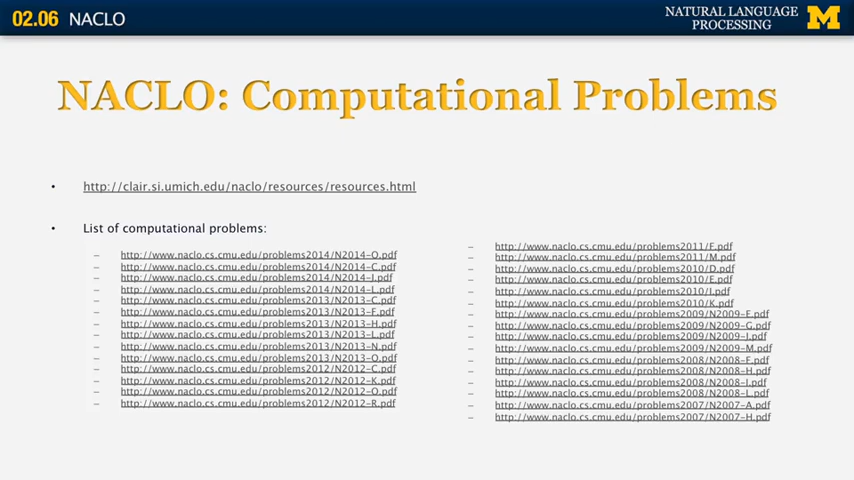 02.06 NACLO
NATURAL LANGUAGE
PROCESSING
NACLO: Computational Problems
• http://clair.si.umich.edu/naclo/resources/resources.html
• List of computational problems:
– http://www.naclo.cs.cmu.edu/problems2014/N2014-O.pdf
– http://www.naclo.cs.cmu.edu/problems2014/N2014-C.pdf
– http://www.naclo.cs.cmu.edu/problems2014/N2014-J.pdf
– http://www.naclo.cs.cmu.edu/problems2014/N2014-L.pdf
– http://www.naclo.cs.cmu.edu/problems2013/N2013-C.pdf
– http://www.naclo.cs.cmu.edu/problems2013/N2013-F.pdf
– http://www.naclo.cs.cmu.edu/problems2013/N2013-H.pdf
– http://www.naclo.cs.cmu.edu/problems2013/N2013-L.pdf
– http://www.naclo.cs.cmu.edu/problems2013/N2013-N.pdf
– http://www.naclo.cs.cmu.edu/problems2013/N2013-O.pdf
– http://www.naclo.cs.cmu.edu/problems2012/N2012-C.pdf
– http://www.naclo.cs.cmu.edu/problems2012/N2012-K.pdf
– http://www.naclo.cs.cmu.edu/problems2012/N2012-O.pdf
– http://www.naclo.cs.cmu.edu/problems2012/N2012-R.pdf
– http://www.naclo.cs.cmu.edu/problems2011/F.pdf
– http://www.naclo.cs.cmu.edu/problems2011/M.pdf
– http://www.naclo.cs.cmu.edu/problems2010/D.pdf
– http://www.naclo.cs.cmu.edu/problems2010/E.pdf
– http://www.naclo.cs.cmu.edu/problems2010/I.pdf
– http://www.naclo.cs.cmu.edu/problems2010/K.pdf
– http://www.naclo.cs.cmu.edu/problems2009/N2009-E.pdf
– http://www.naclo.cs.cmu.edu/problems2009/N2009-G.pdf
– http://www.naclo.cs.cmu.edu/problems2009/N2009-J.pdf
– http://www.naclo.cs.cmu.edu/problems2009/N2009-M.pdf
– http://www.naclo.cs.cmu.edu/problems2008/N2008-F.pdf
– http://www.naclo.cs.cmu.edu/problems2008/N2008-H.pdf
– http://www.naclo.cs.cmu.edu/problems2008/N2008-I.pdf
– http://www.naclo.cs.cmu.edu/problems2008/N2008-L.pdf
– http://www.naclo.cs.cmu.edu/problems2007/N2007-A.pdf
– http://www.naclo.cs.cmu.edu/problems2007/N2007-H.pdf